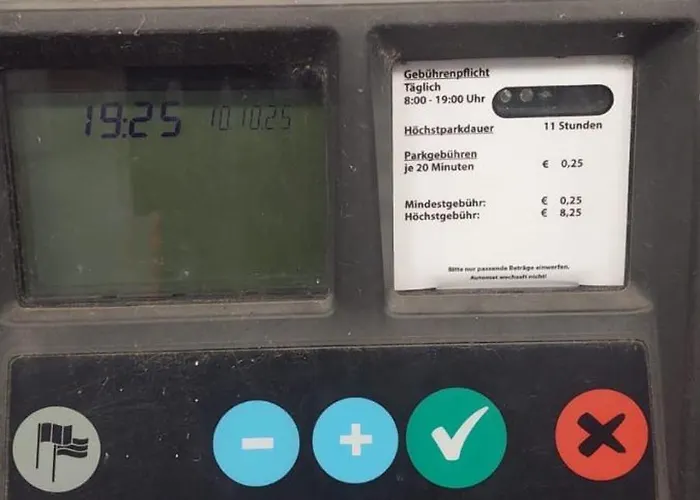 19:25 10.10.25
Gebührenpflicht
Täglich
8:00 - 19:00 Uhr
Höchstparkdauer 11 Stunden
Parkgebühren
je 20 Minuten € 0,25
Mindestgebühr: € 0,25
Höchstgebühr: € 8,25
Bitte nur passende Beträge einwerfen.
Automat wechselt nicht!